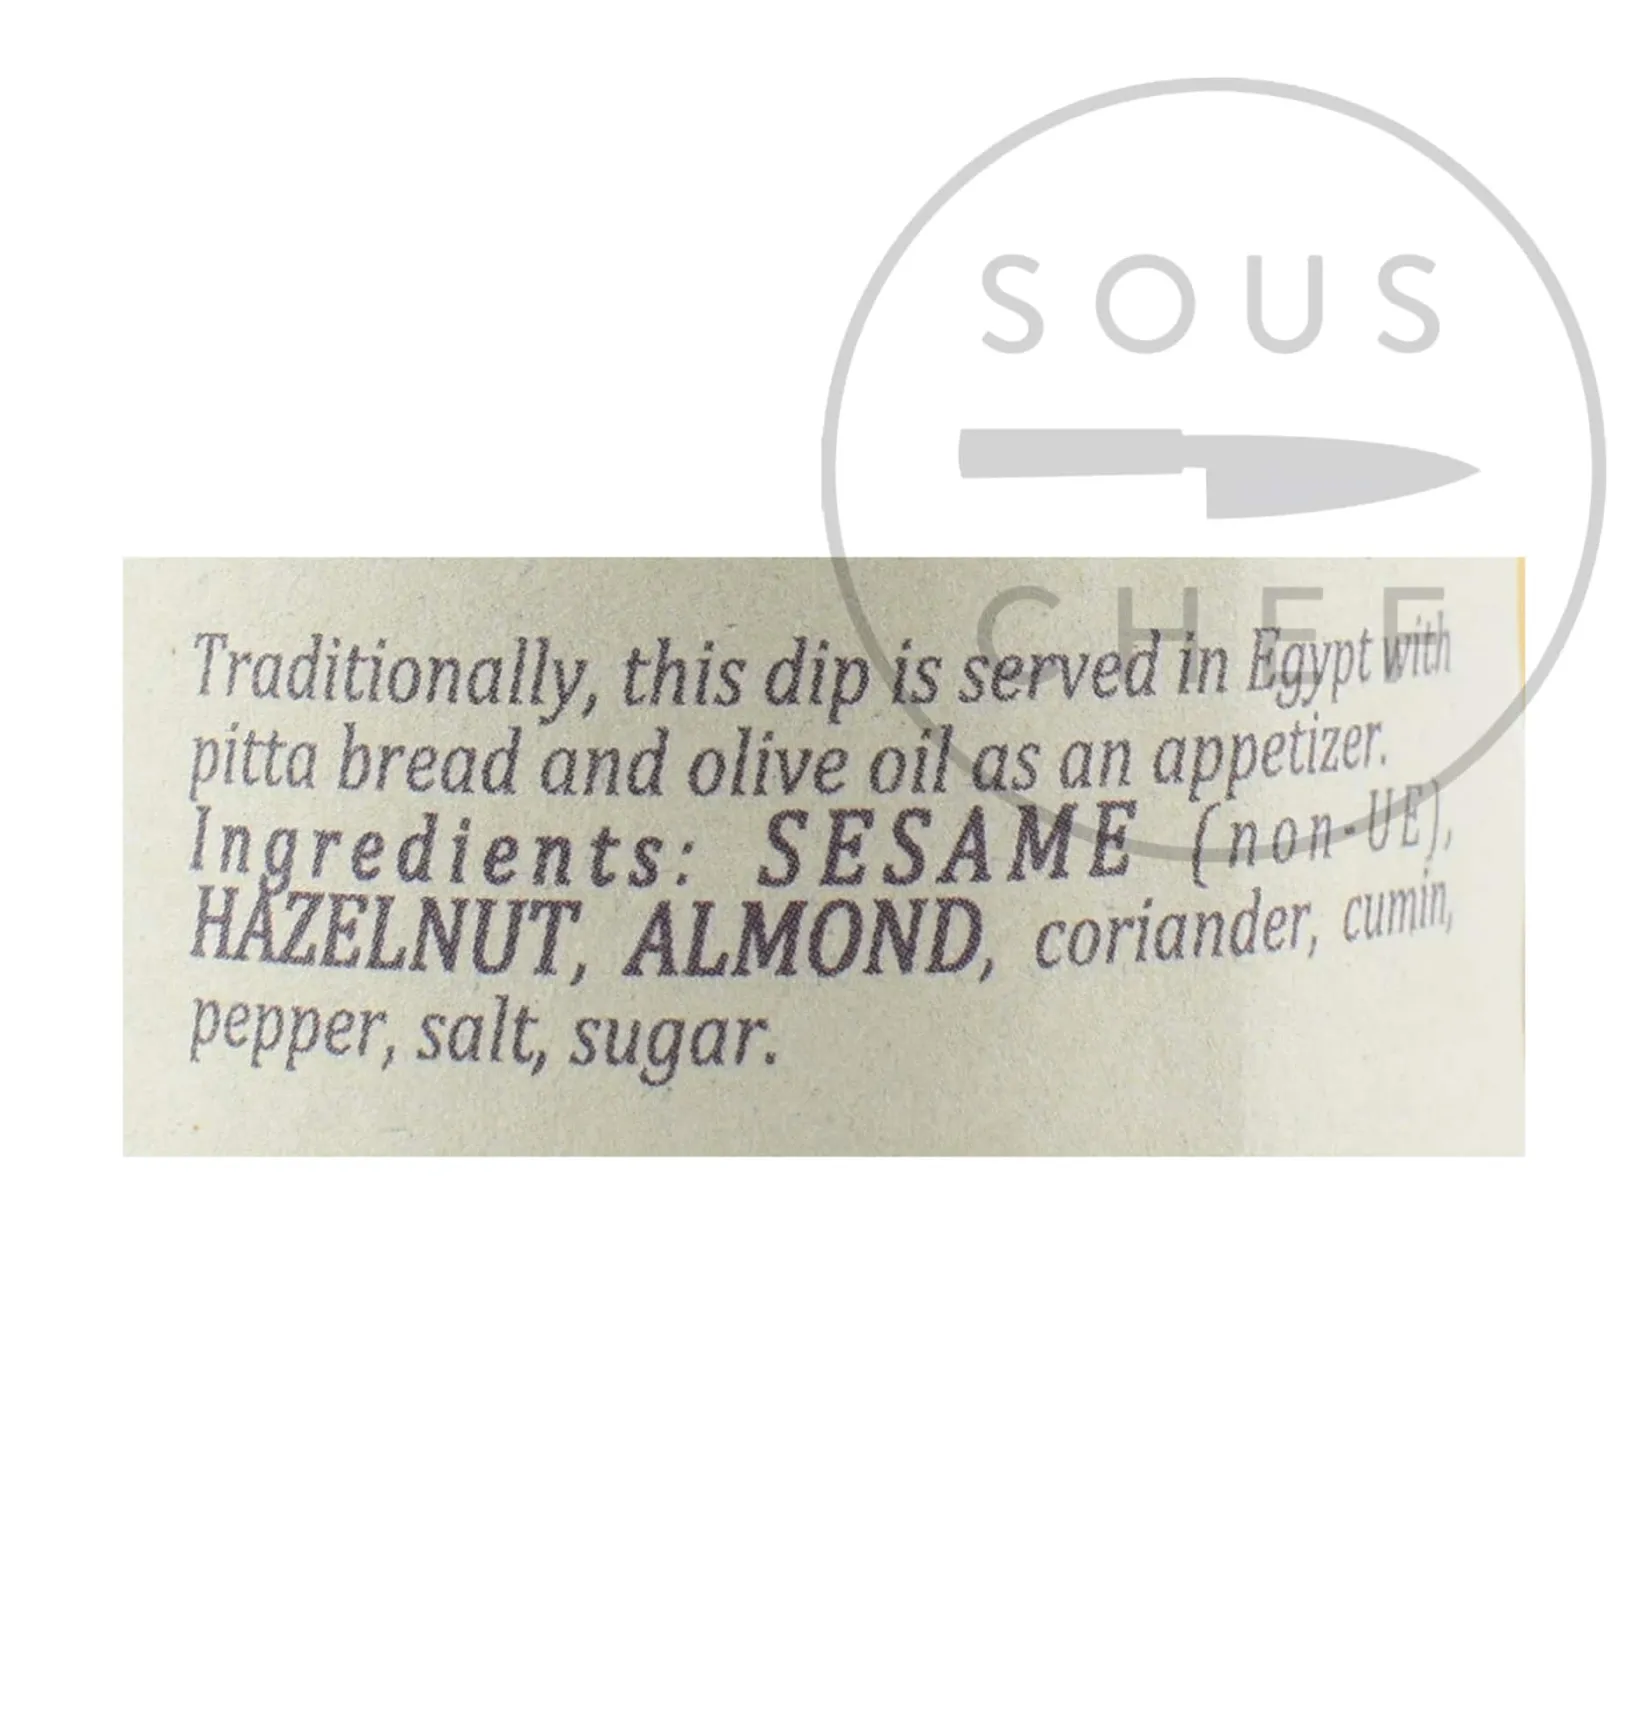 SOUS
CHEF
Traditionally, this dip is served in Egypt with
pitta bread and olive oil as an appetizer.
Ingredients: SESAME (non-UE),
HAZELNUT, ALMOND, coriander, cumin,
pepper, salt, sugar.